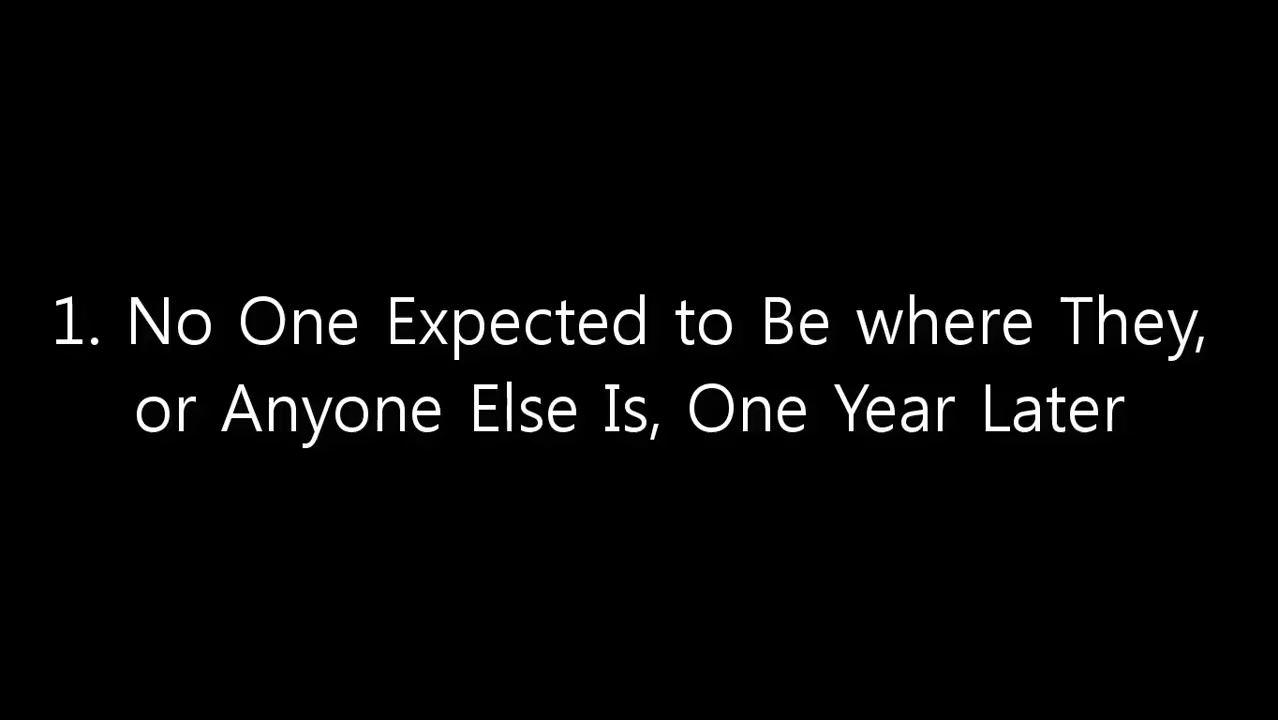 1. No One Expected to Be where They,
or Anyone Else Is, One Year Later